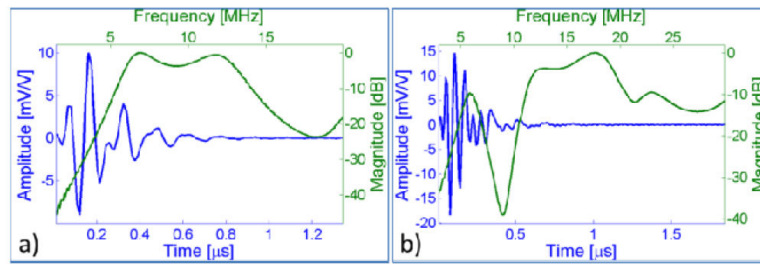 Frequency [MHz]
5 10 15
10
5
0
-5
Amplitude [mV/V]
0
-10
-20
-30
-40
Magnitude [dB]
0.2 0.4 0.6 0.8 1 1.2
Time [μs]
a)
Frequency [MHz]
5 10 15 20 25
15
10
5
0
-5
-10
-15
-20
Amplitude [mV/V]
0
-10
-20
-30
-40
Magnitude [dB]
0.5 1 1.5
Time [μs]
b)